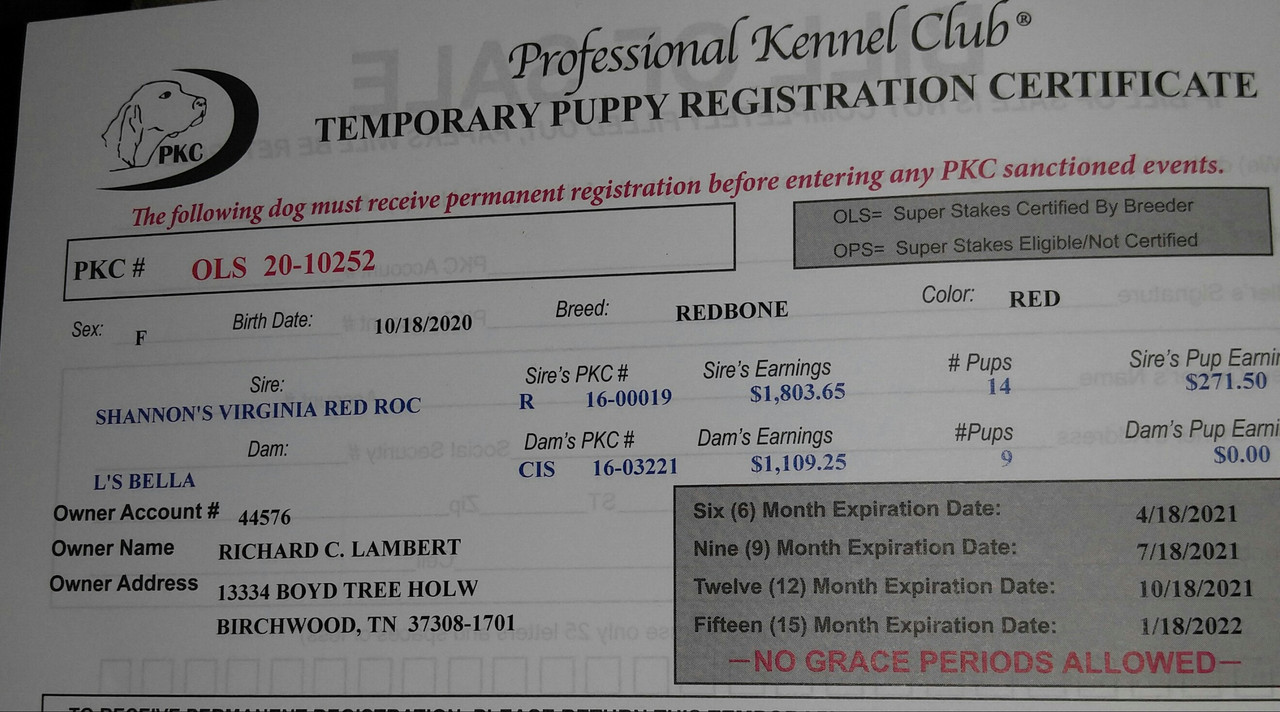 Professional Kennel Club®
TEMPORARY PUPPY REGISTRATION CERTIFICATE
PKC
The following dog must receive permanent registration before entering any PKC sanctioned events.
PKC # OLS 20-10252
OLS= Super Stakes Certified By Breeder
OPS= Super Stakes Eligible/Not Certified
Sex: F Birth Date: 10/18/2020 Breed: REDBONE Color: RED
Sire: Sire's PKC # Sire's Earnings # Pups Sire's Pup Earni
SHANNON'S VIRGINIA RED ROC R 16-00019 $1,803.65 14 $271.50
Dam: Dam's PKC # Dam's Earnings #Pups Dam's Pup Earni
L'S BELLA CIS 16-03221 $1,109.25 9 $0.00
Owner Account # 44576
Owner Name RICHARD C. LAMBERT
Owner Address 13334 BOYD TREE HOLW
BIRCHWOOD, TN 37308-1701
Six (6) Month Expiration Date: 4/18/2021
Nine (9) Month Expiration Date: 7/18/2021
Twelve (12) Month Expiration Date: 10/18/2021
Fifteen (15) Month Expiration Date: 1/18/2022
—NO GRACE PERIODS ALLOWED—